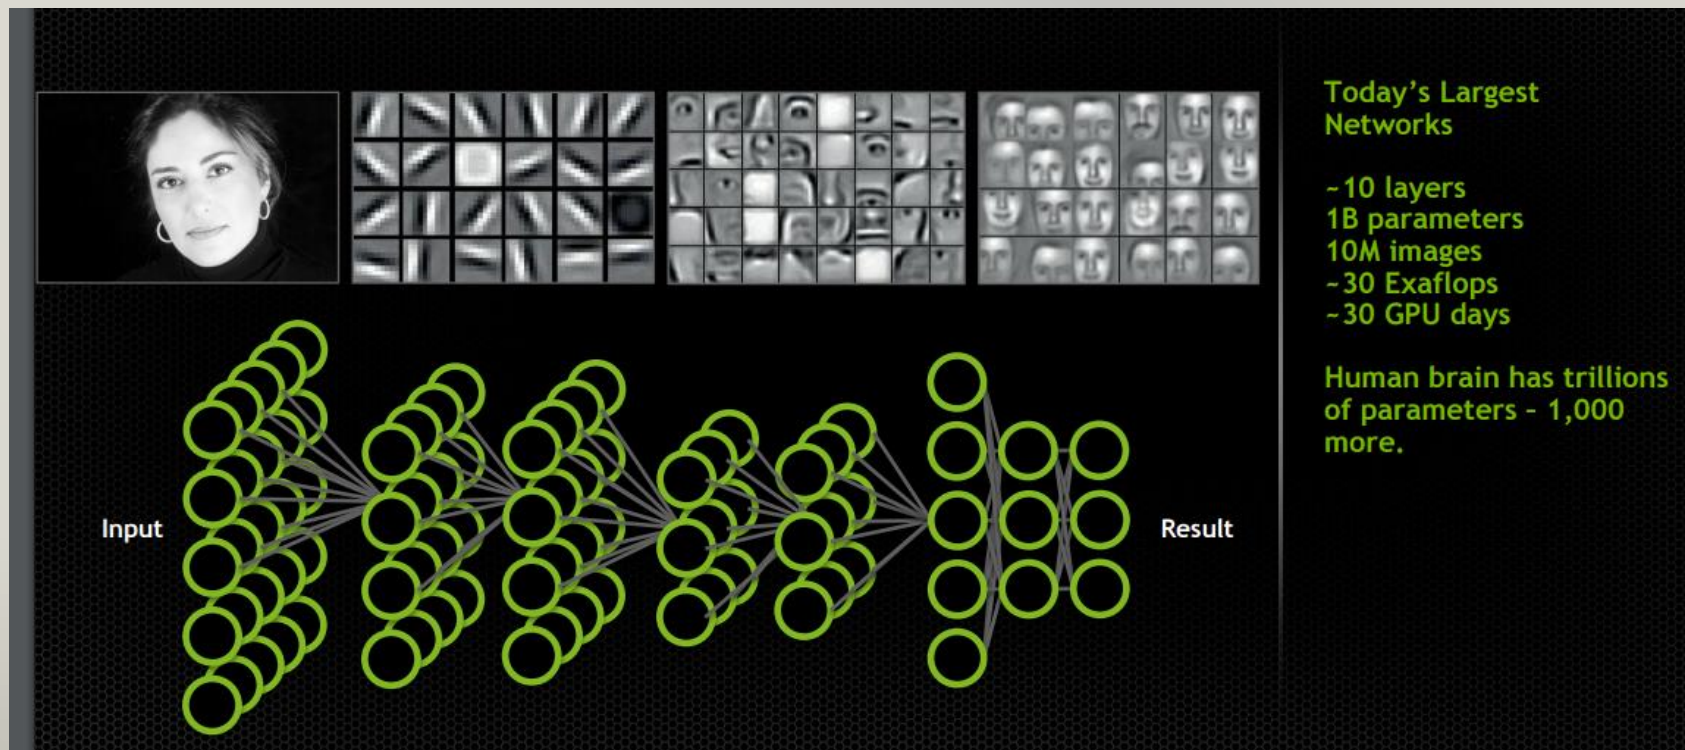 Today's Largest
Networks
~10 layers
1B parameters
10M images
~30 Exaflops
~30 GPU days
Human brain has trillions
of parameters – 1,000
more.
Input
Result